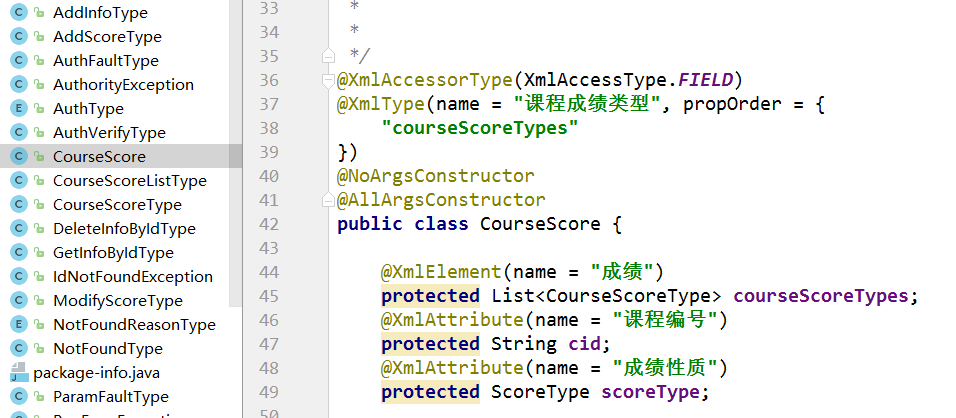 AddInfoType
AddScoreType
AuthFaultType
AuthorityException
AuthType
AuthVerifyType
CourseScore
CourseScoreListType
CourseScoreType
DeleteInfoByIdType
GetInfoByIdType
IdNotFoundException
ModifyScoreType
NotFoundReasonType
NotFoundType
package-info.java
ParamFaultType
33 *
34 *
35 */
36 @XmlAccessorType(XmlAccessType.FIELD)
37 @XmlType(name = "课程成绩类型", propOrder = {
38 "courseScoreTypes"
39 })
40 @NoArgsConstructor
41 @AllArgsConstructor
42 public class CourseScore {
43
44 @XmlElement(name = "成绩")
45 protected List<CourseScoreType> courseScoreTypes;
46 @XmlAttribute(name = "课程编号")
47 protected String cid;
48 @XmlAttribute(name = "成绩性质")
49 protected ScoreType scoreType;
50